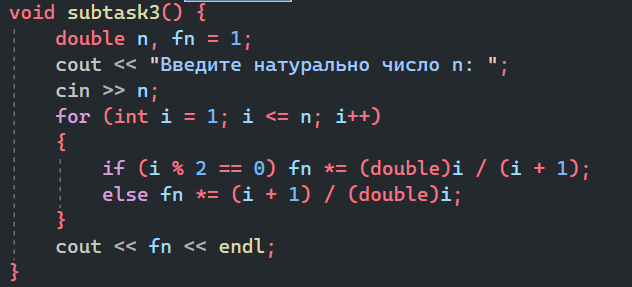 void subtask3() {
double n, fn = 1;
cout << "Введите натурально число n: ";
cin >> n;
for (int i = 1; i <= n; i++)
{
if (i % 2 == 0) fn *= (double)i / (i + 1);
else fn *= (i + 1) / (double)i;
}
cout << fn << endl;
}